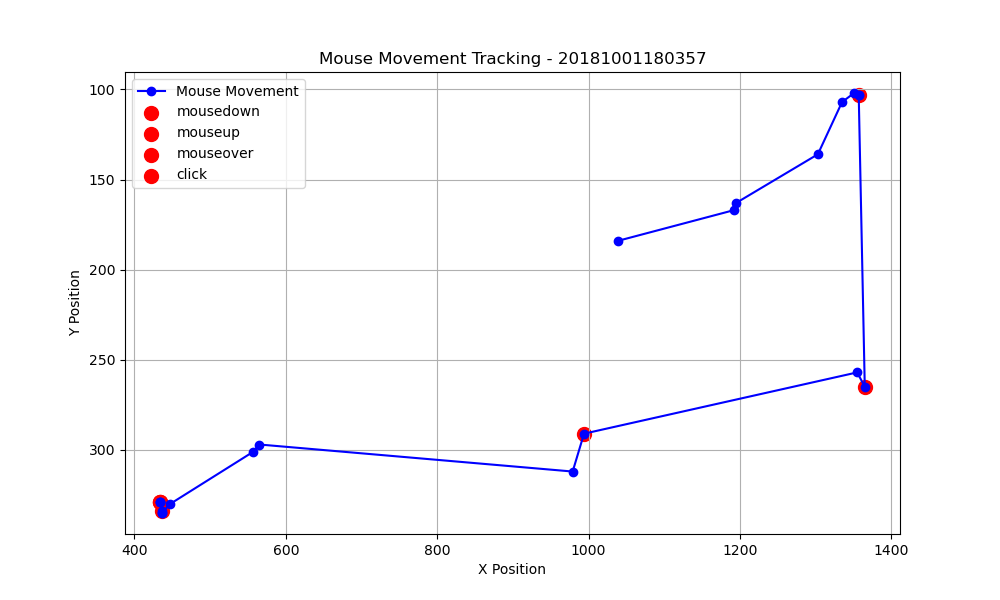 Mouse Movement Tracking - 20181001180357
Mouse Movement
mousedown
mouseup
mouseover
click
100
150
200
250
300
Y Position
400 600 800 1000 1200 1400
X Position